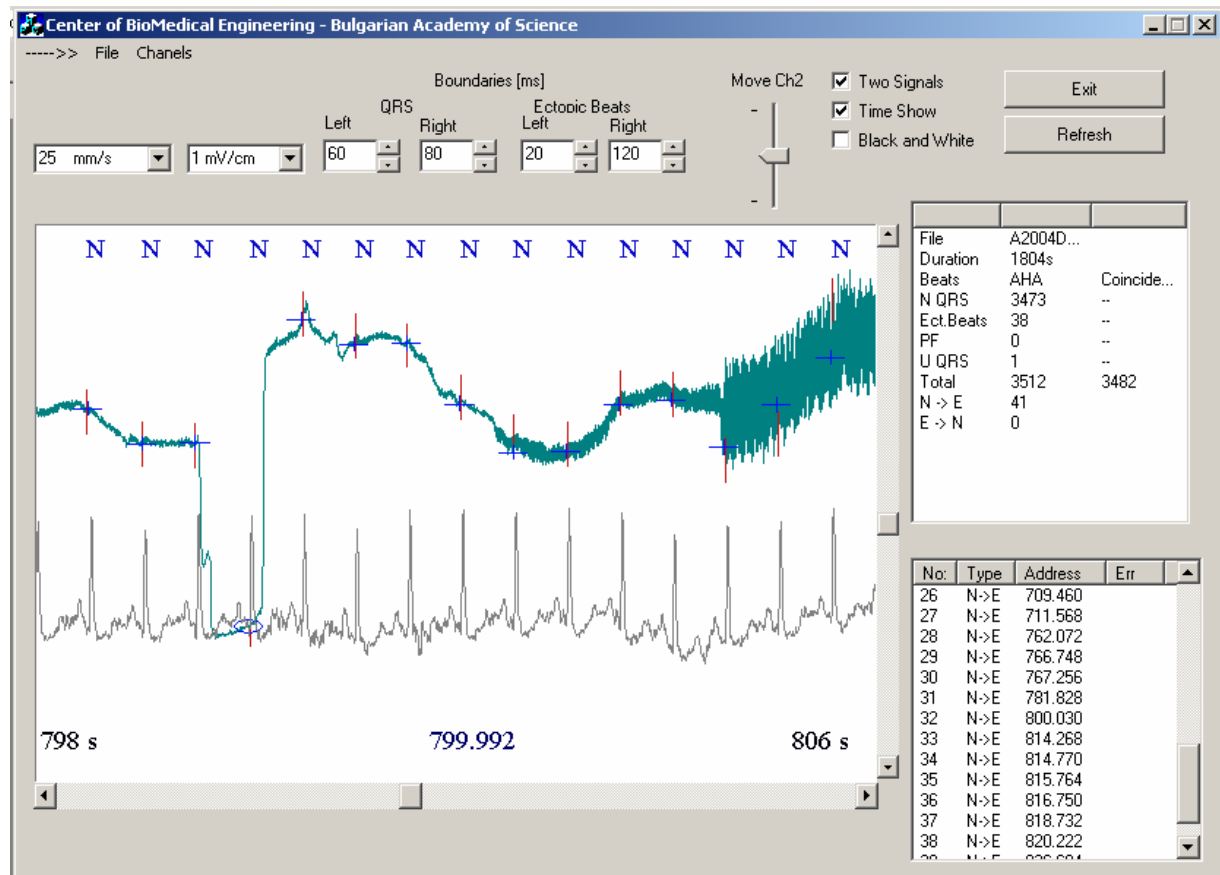 Center of BioMedical Engineering - Bulgarian Academy of Science
----->> File Chanels
Boundaries [ms]
QRS Ectopic Beats
Left Right Left Right
25 mm/s 1 mV/cm 60 80 20 120
Move Ch2
-
-
Two Signals
Time Show
Black and White
Exit
Refresh
N N N N N N N N N N N N N N N
798 s 799.992 806 s
File A2004D...
Duration 1804s
Beats AHA Coincide...
N QRS 3473 --
Ect.Beats 38 --
PF 0 --
U QRS 1 --
Total 3512 3482
N -> E 41
E -> N 0
No: Type Address Err
26 N->E 709.460
27 N->E 711.568
28 N->E 762.072
29 N->E 766.748
30 N->E 767.256
31 N->E 781.828
32 N->E 800.030
33 N->E 814.268
34 N->E 814.770
35 N->E 815.764
36 N->E 816.750
37 N->E 818.732
38 N->E 820.222